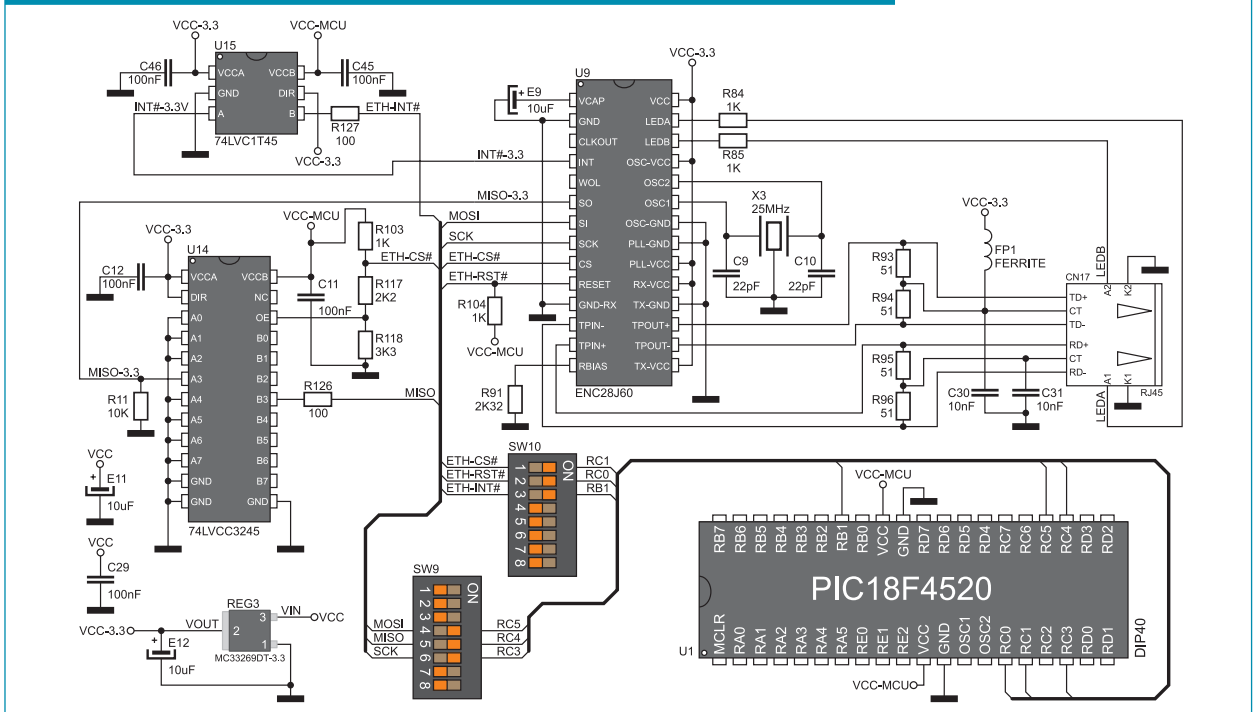 VCC-3.3 VCC-MCU
U15
C46 100nF
VCCA VCCB
C45 100nF
GND DIR
INT#-3.3V
A B
ETH-INT#
R127 100
74LVC1T45
VCC-3.3
U9
VCC-3.3
E9 10uF
VCAP VCC
GND LEDA
CLKOUT LEDB
INT OSC-VCC
WOL OSC2
SO OSC1
SI OSC-GND
SCK PLL-GND
CS PLL-VCC
RESET RX-VCC
GND-RX TX-GND
TPIN- TPOUT+
TPIN+ TPOUT-
RBIAS TX-VCC
ENC28J60
R84
1K
R85
1K
INT#-3.3
MISO-3.3
MOSI
SCK
ETH-CS#
ETH-RST#
R104
1K
VCC-MCU
R91
2K32
X3
25MHz
C9
22pF
C10
22pF
VCC-3.3
FP1
FERRITE
R93
51
R94
51
R95
51
R96
51
C30
10nF
C31
10nF
CN17
LEDB
A2 K2
TD+
CT
TD-
RD+
CT
RD-
A1 K1
LEDA
RJ45
VCC-MCU
VCC-3.3
U14
C12
100nF
VCCA VCCB
DIR NC
A0 OE
A1 B0
A2 B1
A3 B2
A4 B3
A5 B4
A6 B5
A7 B6
GND B7
GND GND
74LVCC3245
C11
100nF
R103
1K
ETH-CS#
R117
2K2
R118
3K3
MISO-3.3
R11
10K
R126
100
MISO
VCC
E11
10uF
VCC
C29
100nF
REG3
VCC-3.3
VOUT
2
3
1
VIN
VCC
MC33269DT-3.3
E12
10uF
SW10
ETH-CS#
ETH-RST#
ETH-INT#
1
2
3
4
5
6
7
8
ON
RC1
RC0
RB1
SW9
1
2
3
4
5
6
7
8
ON
MOSI
MISO
SCK
RC5
RC4
RC3
VCC-MCU
RB7 RB6 RB5 RB4 RB3 RB2 RB1 RB0 VCC GND RD7 RD6 RD5 RD4 RC7 RC6 RC5 RC4 RD3 RD2
PIC18F4520
MCLR RA0 RA1 RA2 RA3 RA4 RA5 RE0 RE1 RE2 VCC GND OSC1 OSC2 RC0 RC1 RC2 RC3 RD0 RD1
U1
DIP40
VCC-MCU